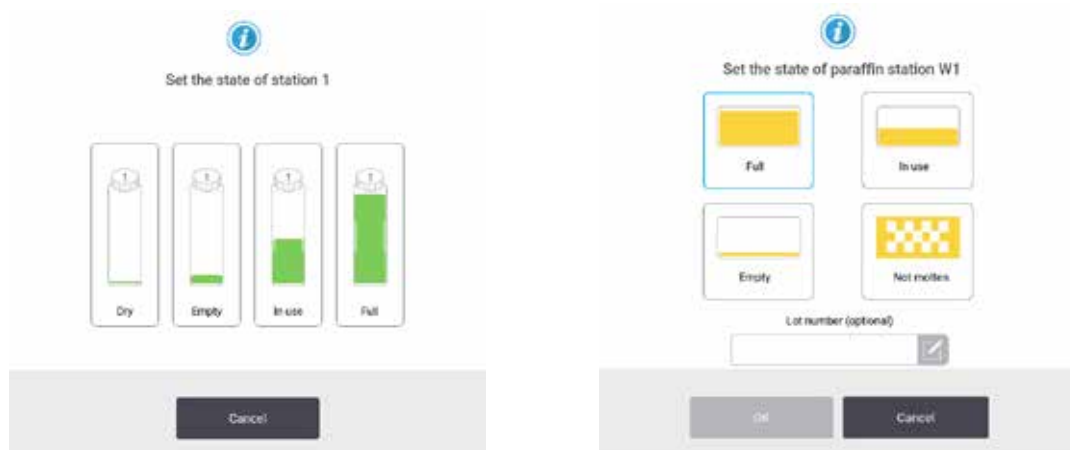 Set the state of station 1
1 1 1 1
Dry Empty In use Full
Cancel
Set the state of paraffin station W1
Full In use
Empty Not molten
Lot number (optional)
OK Cancel